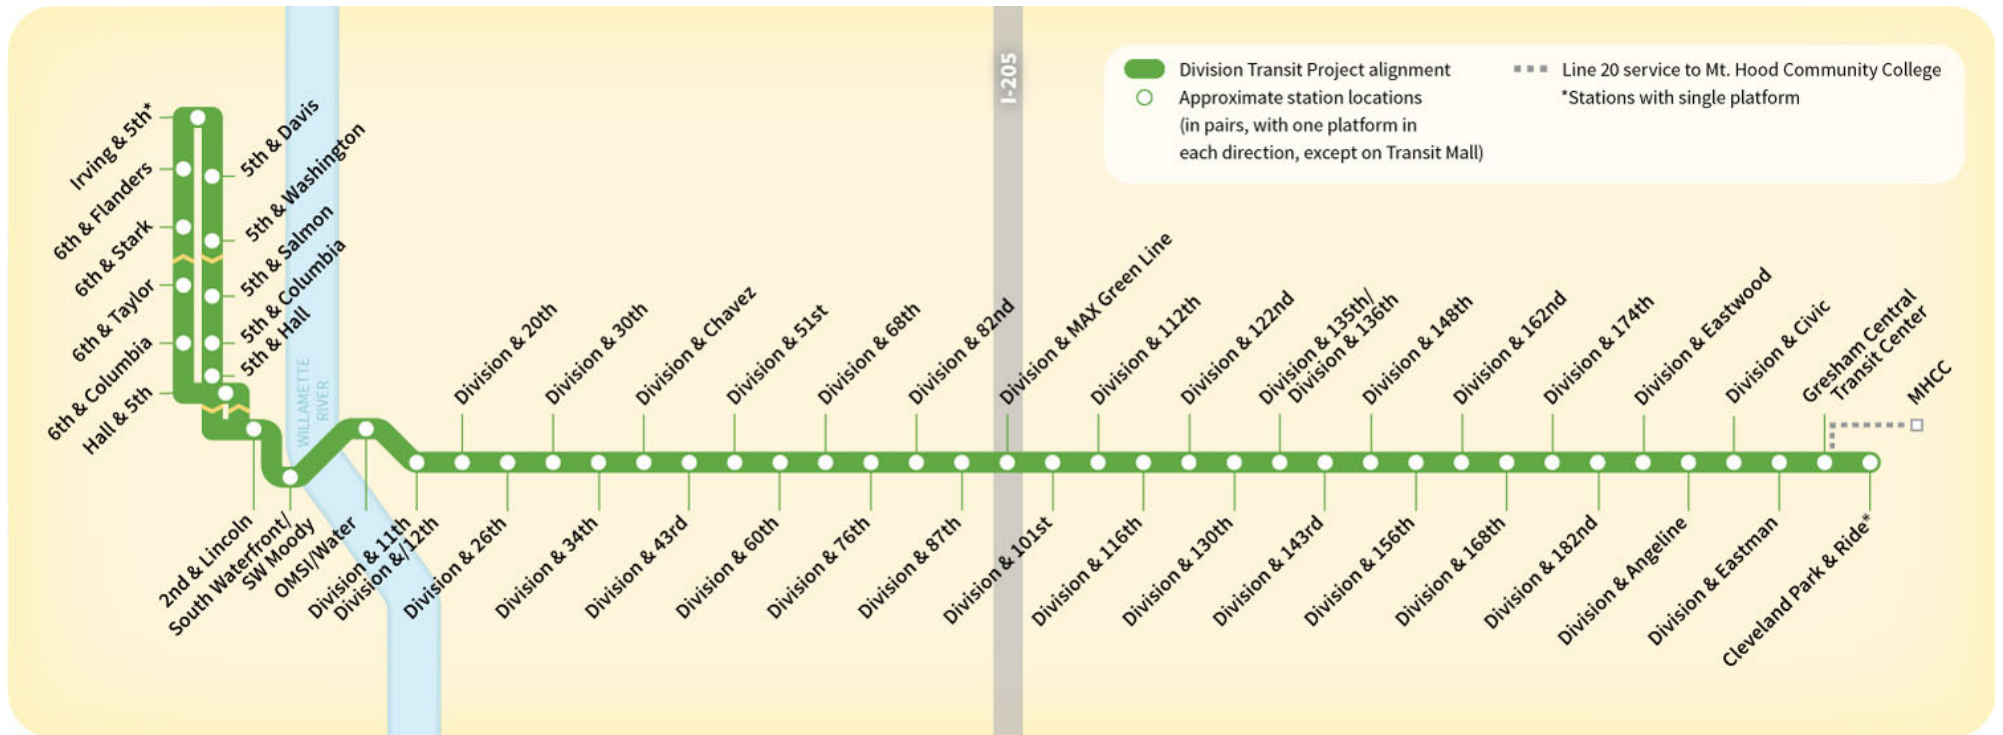 I-205
Division Transit Project alignment
Approximate station locations
(in pairs, with one platform in
each direction, except on Transit Mall)
Line 20 service to Mt. Hood Community College
*Stations with single platform
Irving & 5th*
6th & Flanders
6th & Stark
6th & Taylor
6th & Columbia
Hall & 5th
5th & Davis
5th & Washington
5th & Salmon
5th & Columbia
5th & Hall
WILLAMETTE
RIVER
2nd & Lincoln
South Waterfront/
SW Moody
OMSI/Water
Division & 11th
Division &/12th
Division & 20th
Division & 26th
Division & 30th
Division & 34th
Division & Chavez
Division & 43rd
Division & 51st
Division & 60th
Division & 68th
Division & 76th
Division & 82nd
Division & 87th
Division & MAX Green Line
Division & 101st
Division & 112th
Division & 116th
Division & 122nd
Division & 130th
Division & 135th/
Division & 136th
Division & 143rd
Division & 148th
Division & 156th
Division & 162nd
Division & 168th
Division & 174th
Division & 182nd
Division & Eastwood
Division & Angeline
Division & Civic
Division & Eastman
Gresham Central
Transit Center
Cleveland Park & Ride*
MHCC